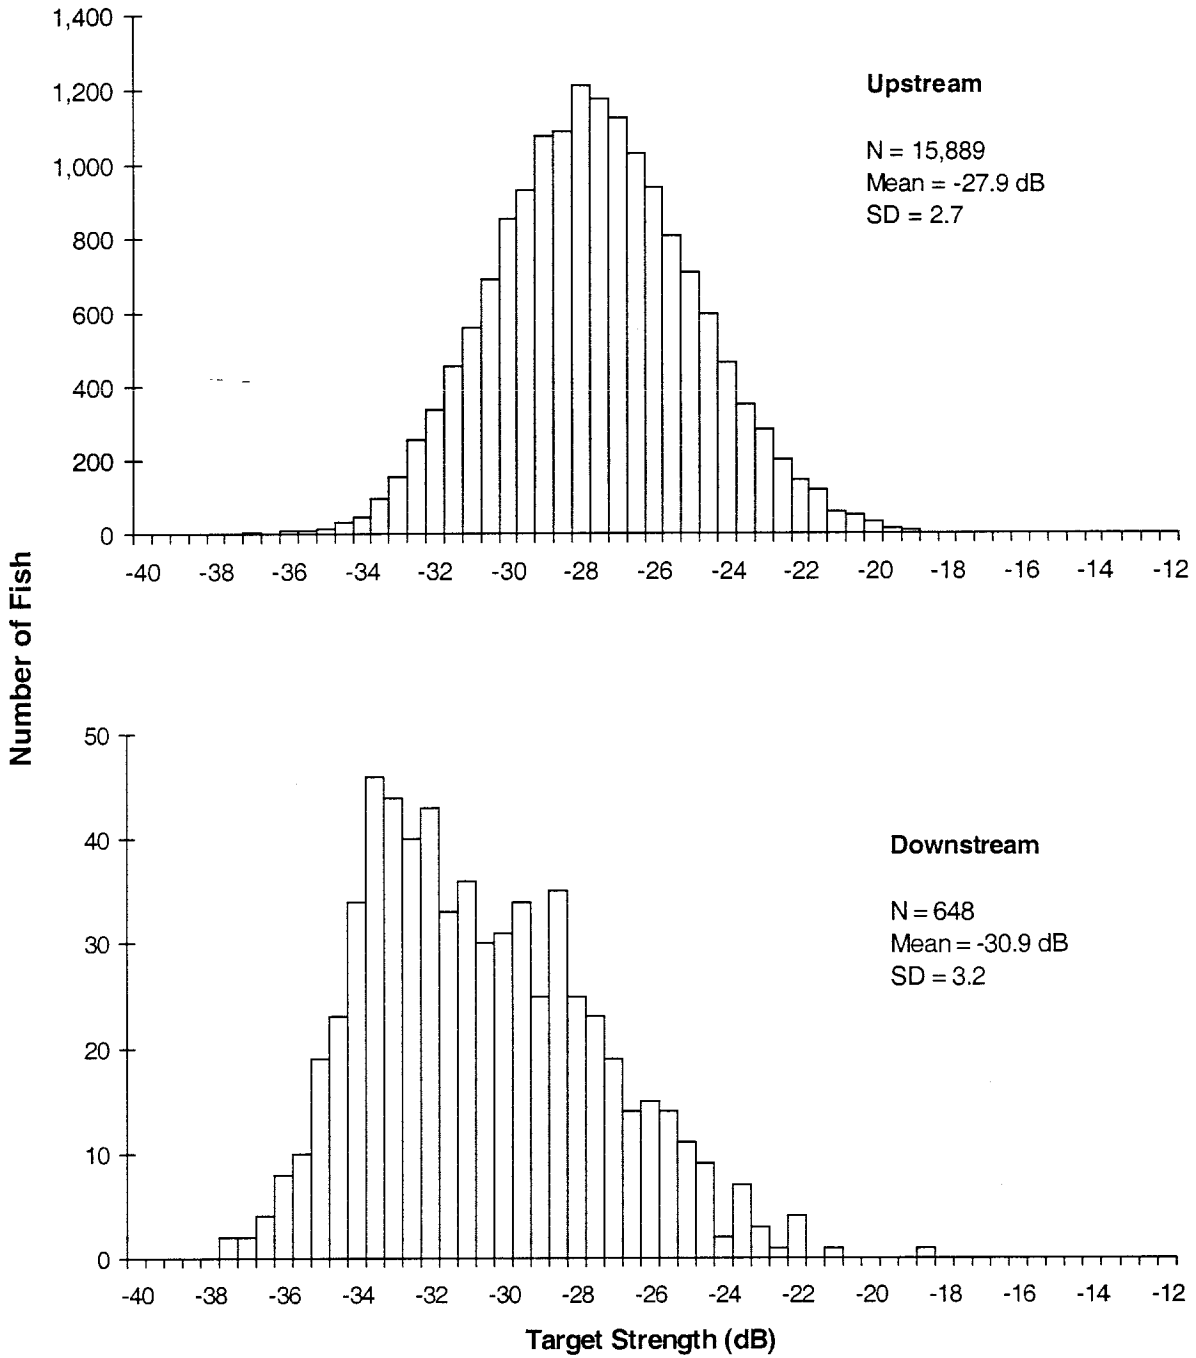 1,400
1,200
1,000
800
600
400
200
0
-40 -38 -36 -34 -32 -30 -28 -26 -24 -22 -20 -18 -16 -14 -12
Upstream
N = 15,889
Mean = -27.9 dB
SD = 2.7
Number of Fish
50
40
30
20
10
0
-40 -38 -36 -34 -32 -30 -28 -26 -24 -22 -20 -18 -16 -14 -12
Downstream
N = 648
Mean = -30.9 dB
SD = 3.2
Target Strength (dB)